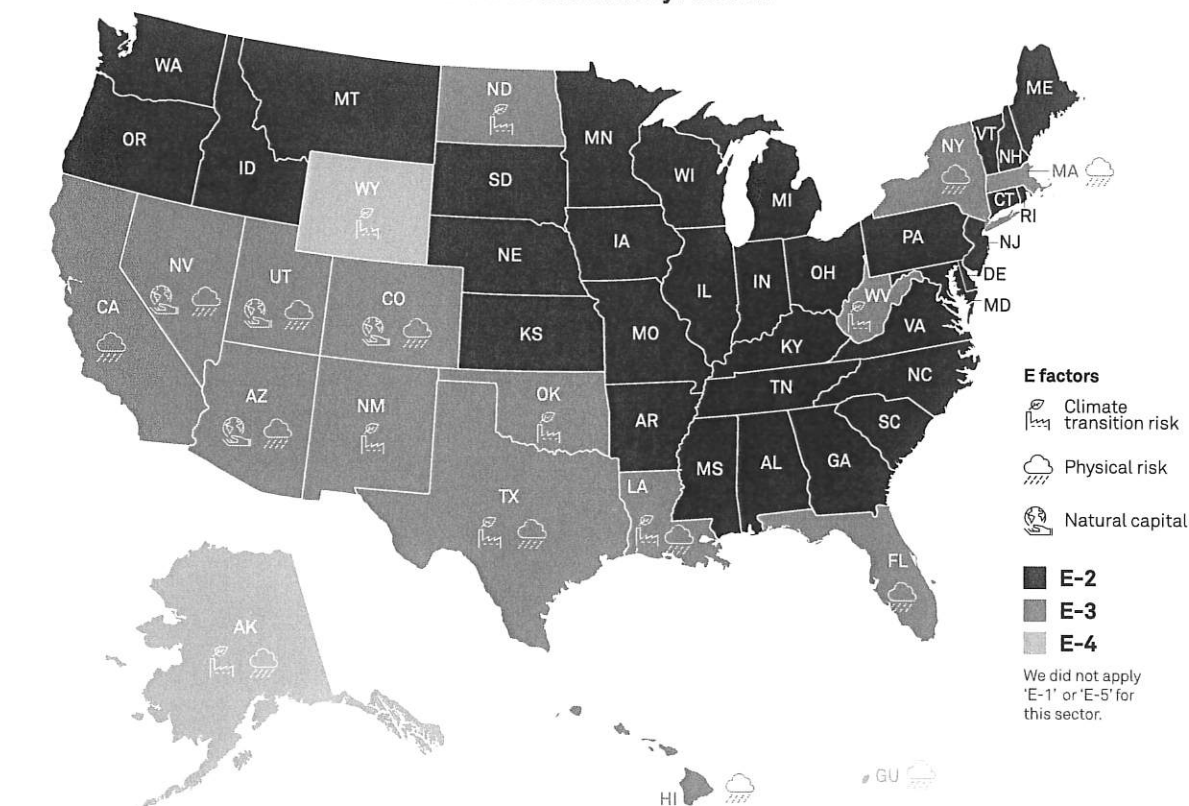 WA
MT
ND
MN
ME
OR
ID
SD
WI
MI
NY
VT
NH
MA
WY
CT
RI
NE
IA
PA
NJ
NV
UT
CO
IL
IN
OH
DE
CA
KS
MO
WV
MD
VA
KY
AZ
NM
OK
AR
TN
NC
SC
MS
AL
GA
TX
LA
FL
AK
HI
GU
E factors
Climate
transition risk
Physical risk
Natural capital
E-2
E-3
E-4
We did not apply
'E-1' or 'E-5' for
this sector.